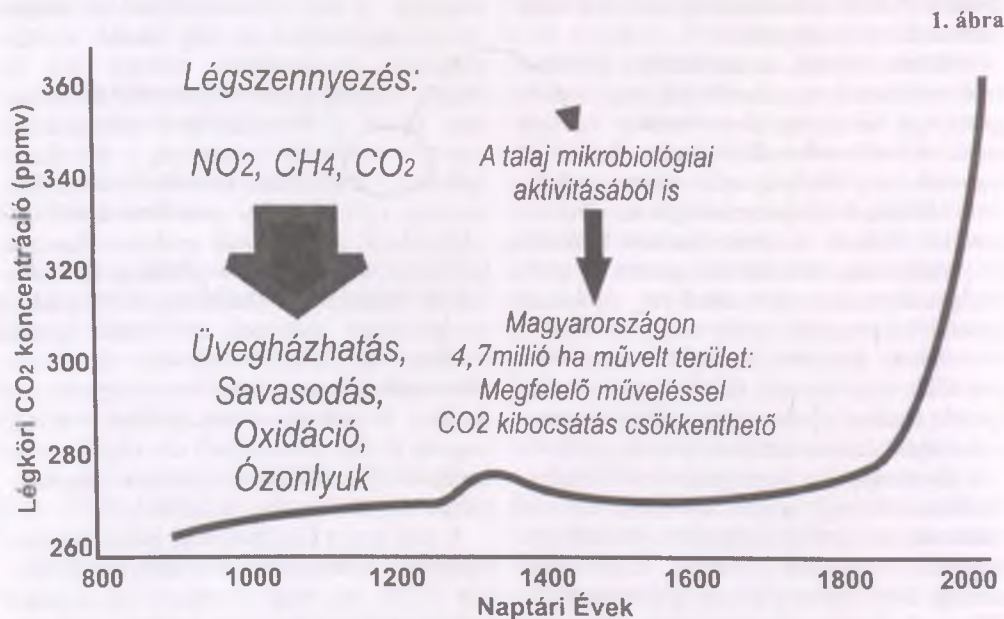 1. ábra
Légköri CO2 koncentráció (ppmv)
360
340
320
300
280
260
Légszennyezés:
NO2, CH4, CO2
Üvegházhatás,
Savasodás,
Oxidáció,
Ózonlyuk
A talaj mikrobiológiai
aktivitásából is
Magyarországon
4,7millió ha művelt terület:
Megfelelő műveléssel
CO2 kibocsátás csökkenthető
800 1000 1200 1400 1600 1800 2000
Naptári Évek